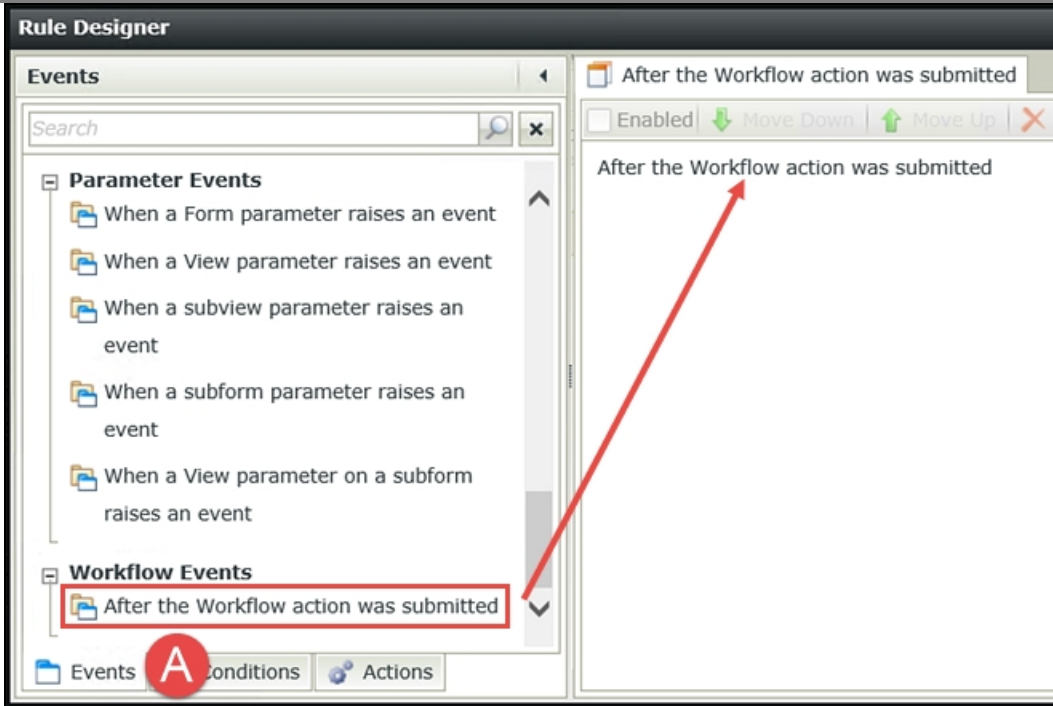 Rule Designer
Events
Search
Parameter Events
When a Form parameter raises an event
When a View parameter raises an event
When a subview parameter raises an
event
When a subform parameter raises an
event
When a View parameter on a subform
raises an event
Workflow Events
After the Workflow action was submitted
Events
A
Conditions
Actions
After the Workflow action was submitted
Enabled
Move Down
Move Up
After the Workflow action was submitted